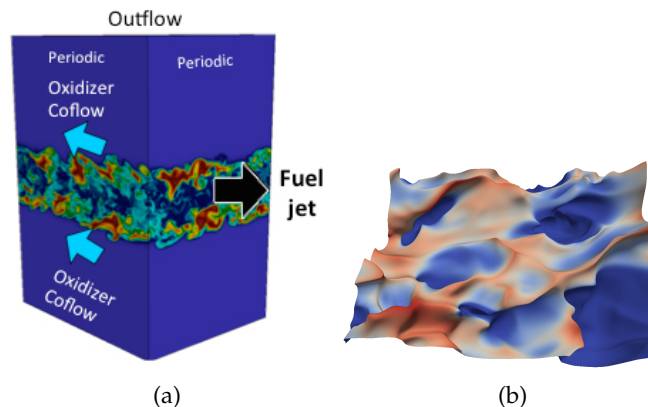 Outflow
Periodic
Periodic
Oxidizer
Coflow
Fuel
jet
Oxidizer
Coflow
(a)
(b)